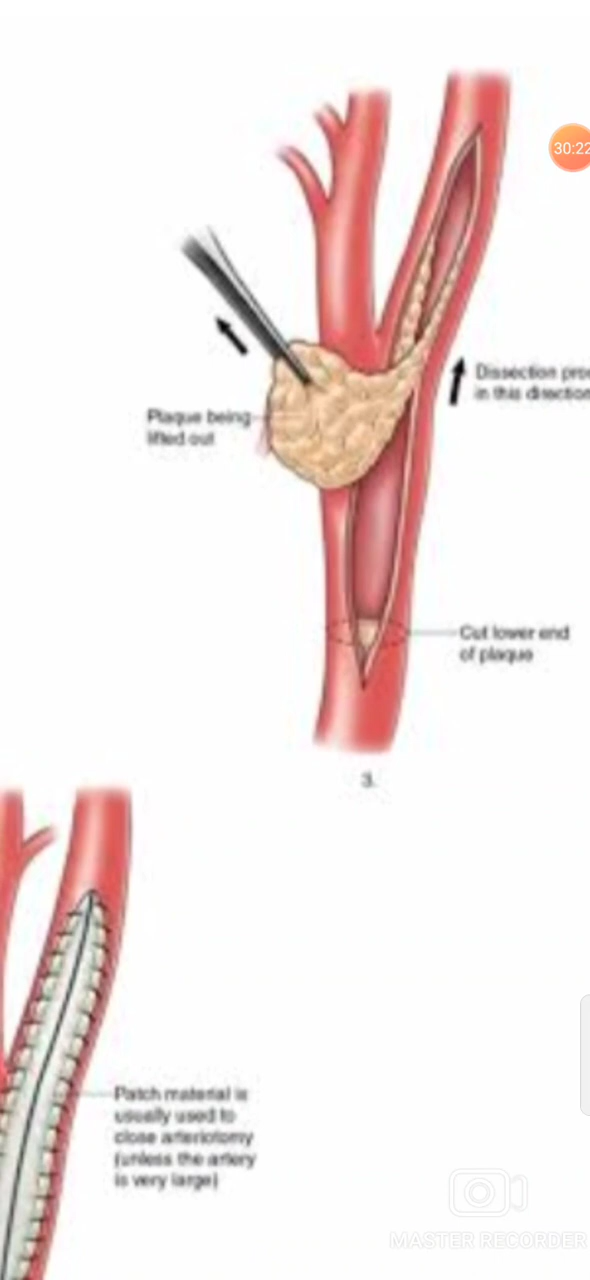 30:22
Dissection
in this direction
Plaque being
lifted out
Cut lower end
of plaque
3.
Patch material is
usually used to
close arteriotomy
(unless the artery
is very large)
MASTER RECORDER